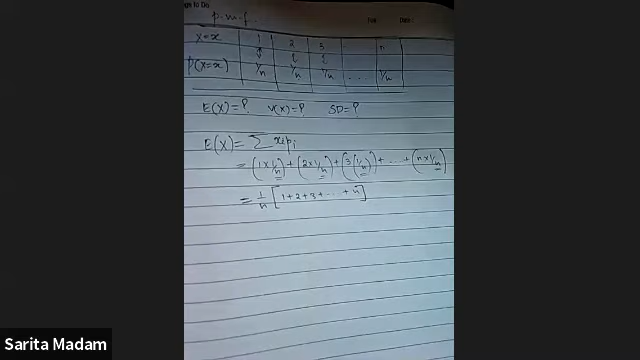 p.m.f.
X=x 1 2 3 n
P(X=x) 1/n 1/n 1/n ... 1/n
E(X)=? V(X)=? SD=?
E(X)= Σxipi
= (1×1/n)+(2×1/n)+(3(1/n))+...+(n×1/n)
= 1/n [1+2+3+...+n]
Sarita Madam